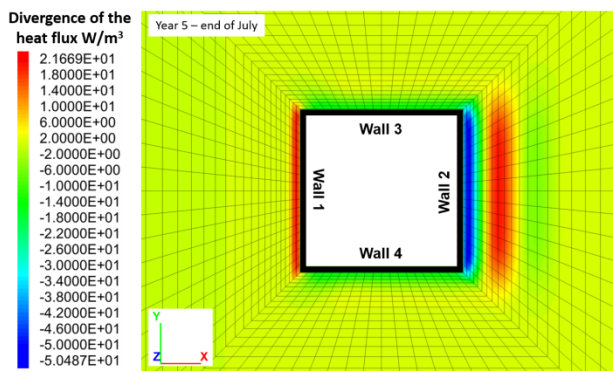 Divergence of the
heat flux W/m³
2.1669E+01
1.8000E+01
1.4000E+01
1.0000E+01
6.0000E+00
2.0000E+00
-2.0000E+00
-6.0000E+00
-1.0000E+01
-1.4000E+01
-1.8000E+01
-2.2000E+01
-2.6000E+01
-3.0000E+01
-3.4000E+01
-3.8000E+01
-4.2000E+01
-4.6000E+01
-5.0000E+01
-5.0487E+01
Year 5 – end of July
Wall 3
Wall 1
Wall 2
Wall 4
Y
Z
X